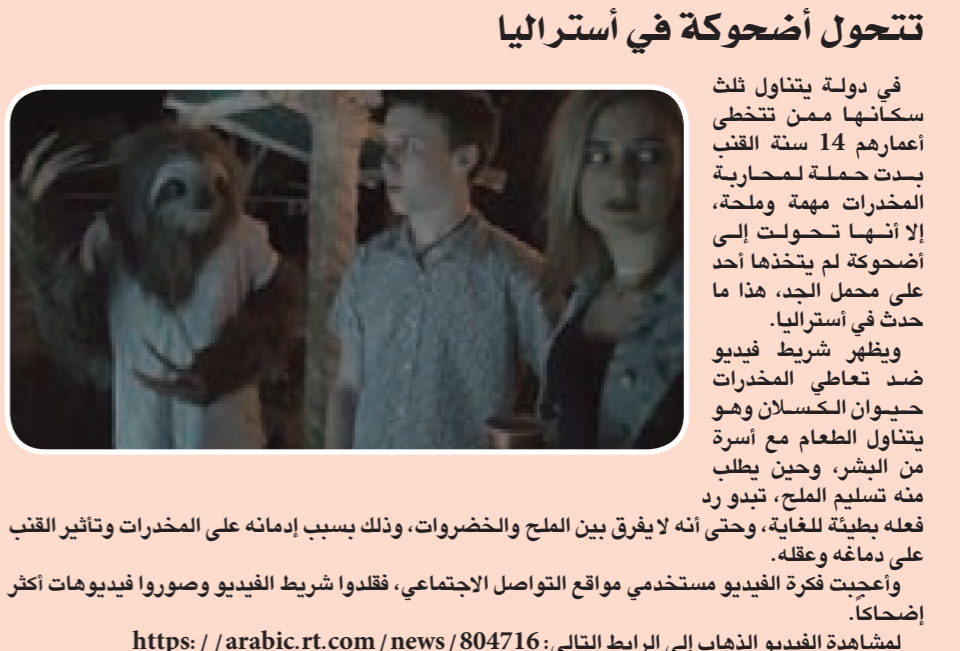 تتحول أضحوكة في أستراليا
في دولة يتناول ثلث
سكانها ممن تتخطى
أعمارهم 14 سنة القنب
بدت حملة لمحاربة
المخدرات مهمة وملحة،
إلا أنها تحولت إلى
أضحوكة لم يتخذها أحد
على محمل الجد، هذا ما
حدث في أستراليا.
ويظهر شريط فيديو
ضد تعاطي المخدرات
حيوان الكسلان وهو
يتناول الطعام مع أسرة
من البشر، وحين يطلب
منه تسليم الملح، تبدو رد
فعله بطيئة للغاية، وحتى أنه لا يفرق بين الملح والخضروات، وذلك بسبب إدمانه على المخدرات وتأثير القنب
على دماغه وعقله.
وأعجبت فكرة الفيديو مستخدمي مواقع التواصل الاجتماعي، فقلدوا شريط الفيديو وصوروا فيديوهات أكثر
إضحاكاً.
لمشاهدة الفيديو الذهاب إلى الرابط التالي: https://arabic.rt.com/news/804716